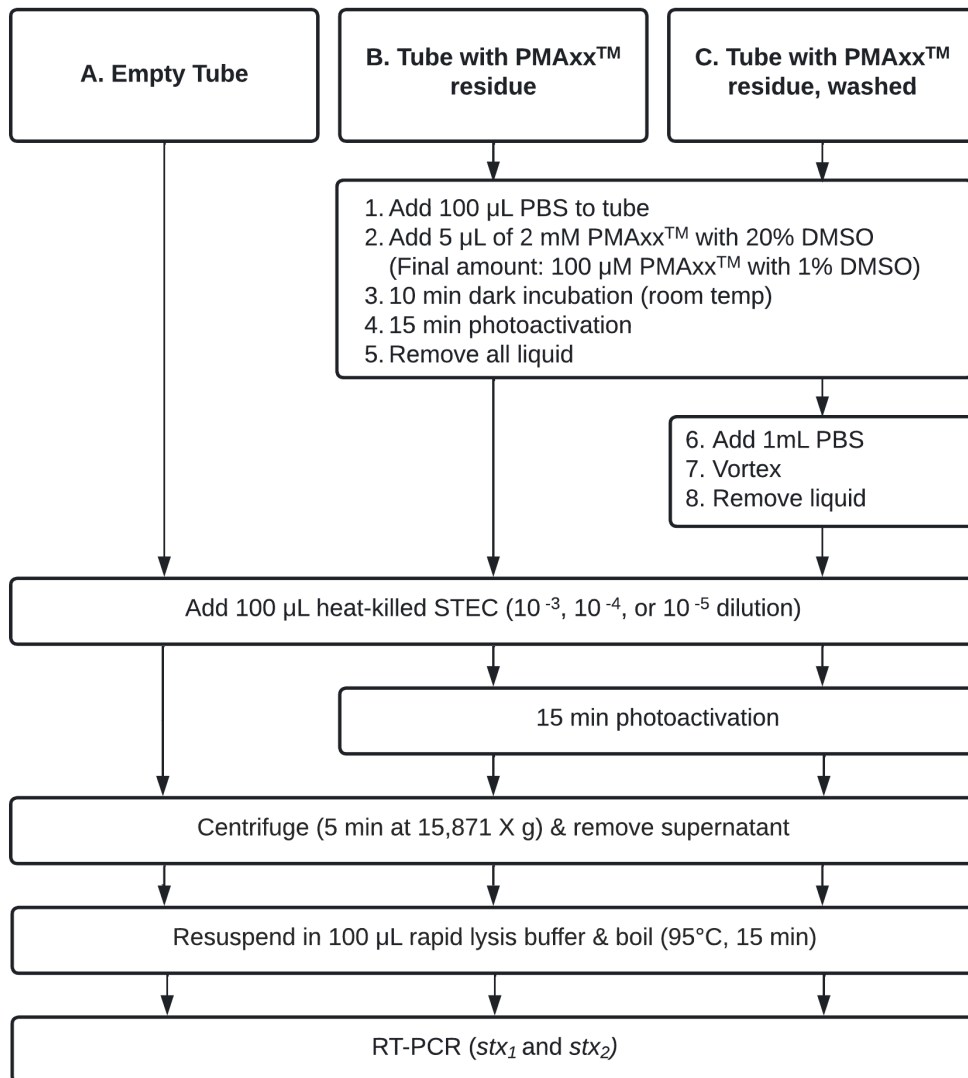 A. Empty Tube
B. Tube with PMAxx™
residue
C. Tube with PMAxx™
residue, washed
1. Add 100 µL PBS to tube
2. Add 5 µL of 2 mM PMAxx™ with 20% DMSO
(Final amount: 100 µM PMAxx™ with 1% DMSO)
3. 10 min dark incubation (room temp)
4. 15 min photoactivation
5. Remove all liquid
6. Add 1mL PBS
7. Vortex
8. Remove liquid
Add 100 µL heat-killed STEC (10⁻³, 10⁻⁴, or 10⁻⁵ dilution)
15 min photoactivation
Centrifuge (5 min at 15,871 X g) & remove supernatant
Resuspend in 100 µL rapid lysis buffer & boil (95°C, 15 min)
RT-PCR (stx₁ and stx₂)